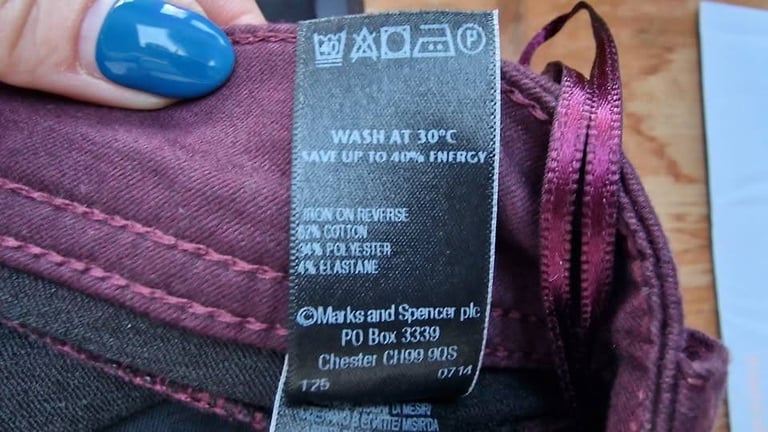 40 P
WASH AT 30°C
SAVE UP TO 40% ENERGY
IRON ON REVERSE
62% COTTON
34% POLYESTER
4% ELASTANE
©Marks and Spencer plc
PO Box 3339
Chester CH99 9QS
125 0714